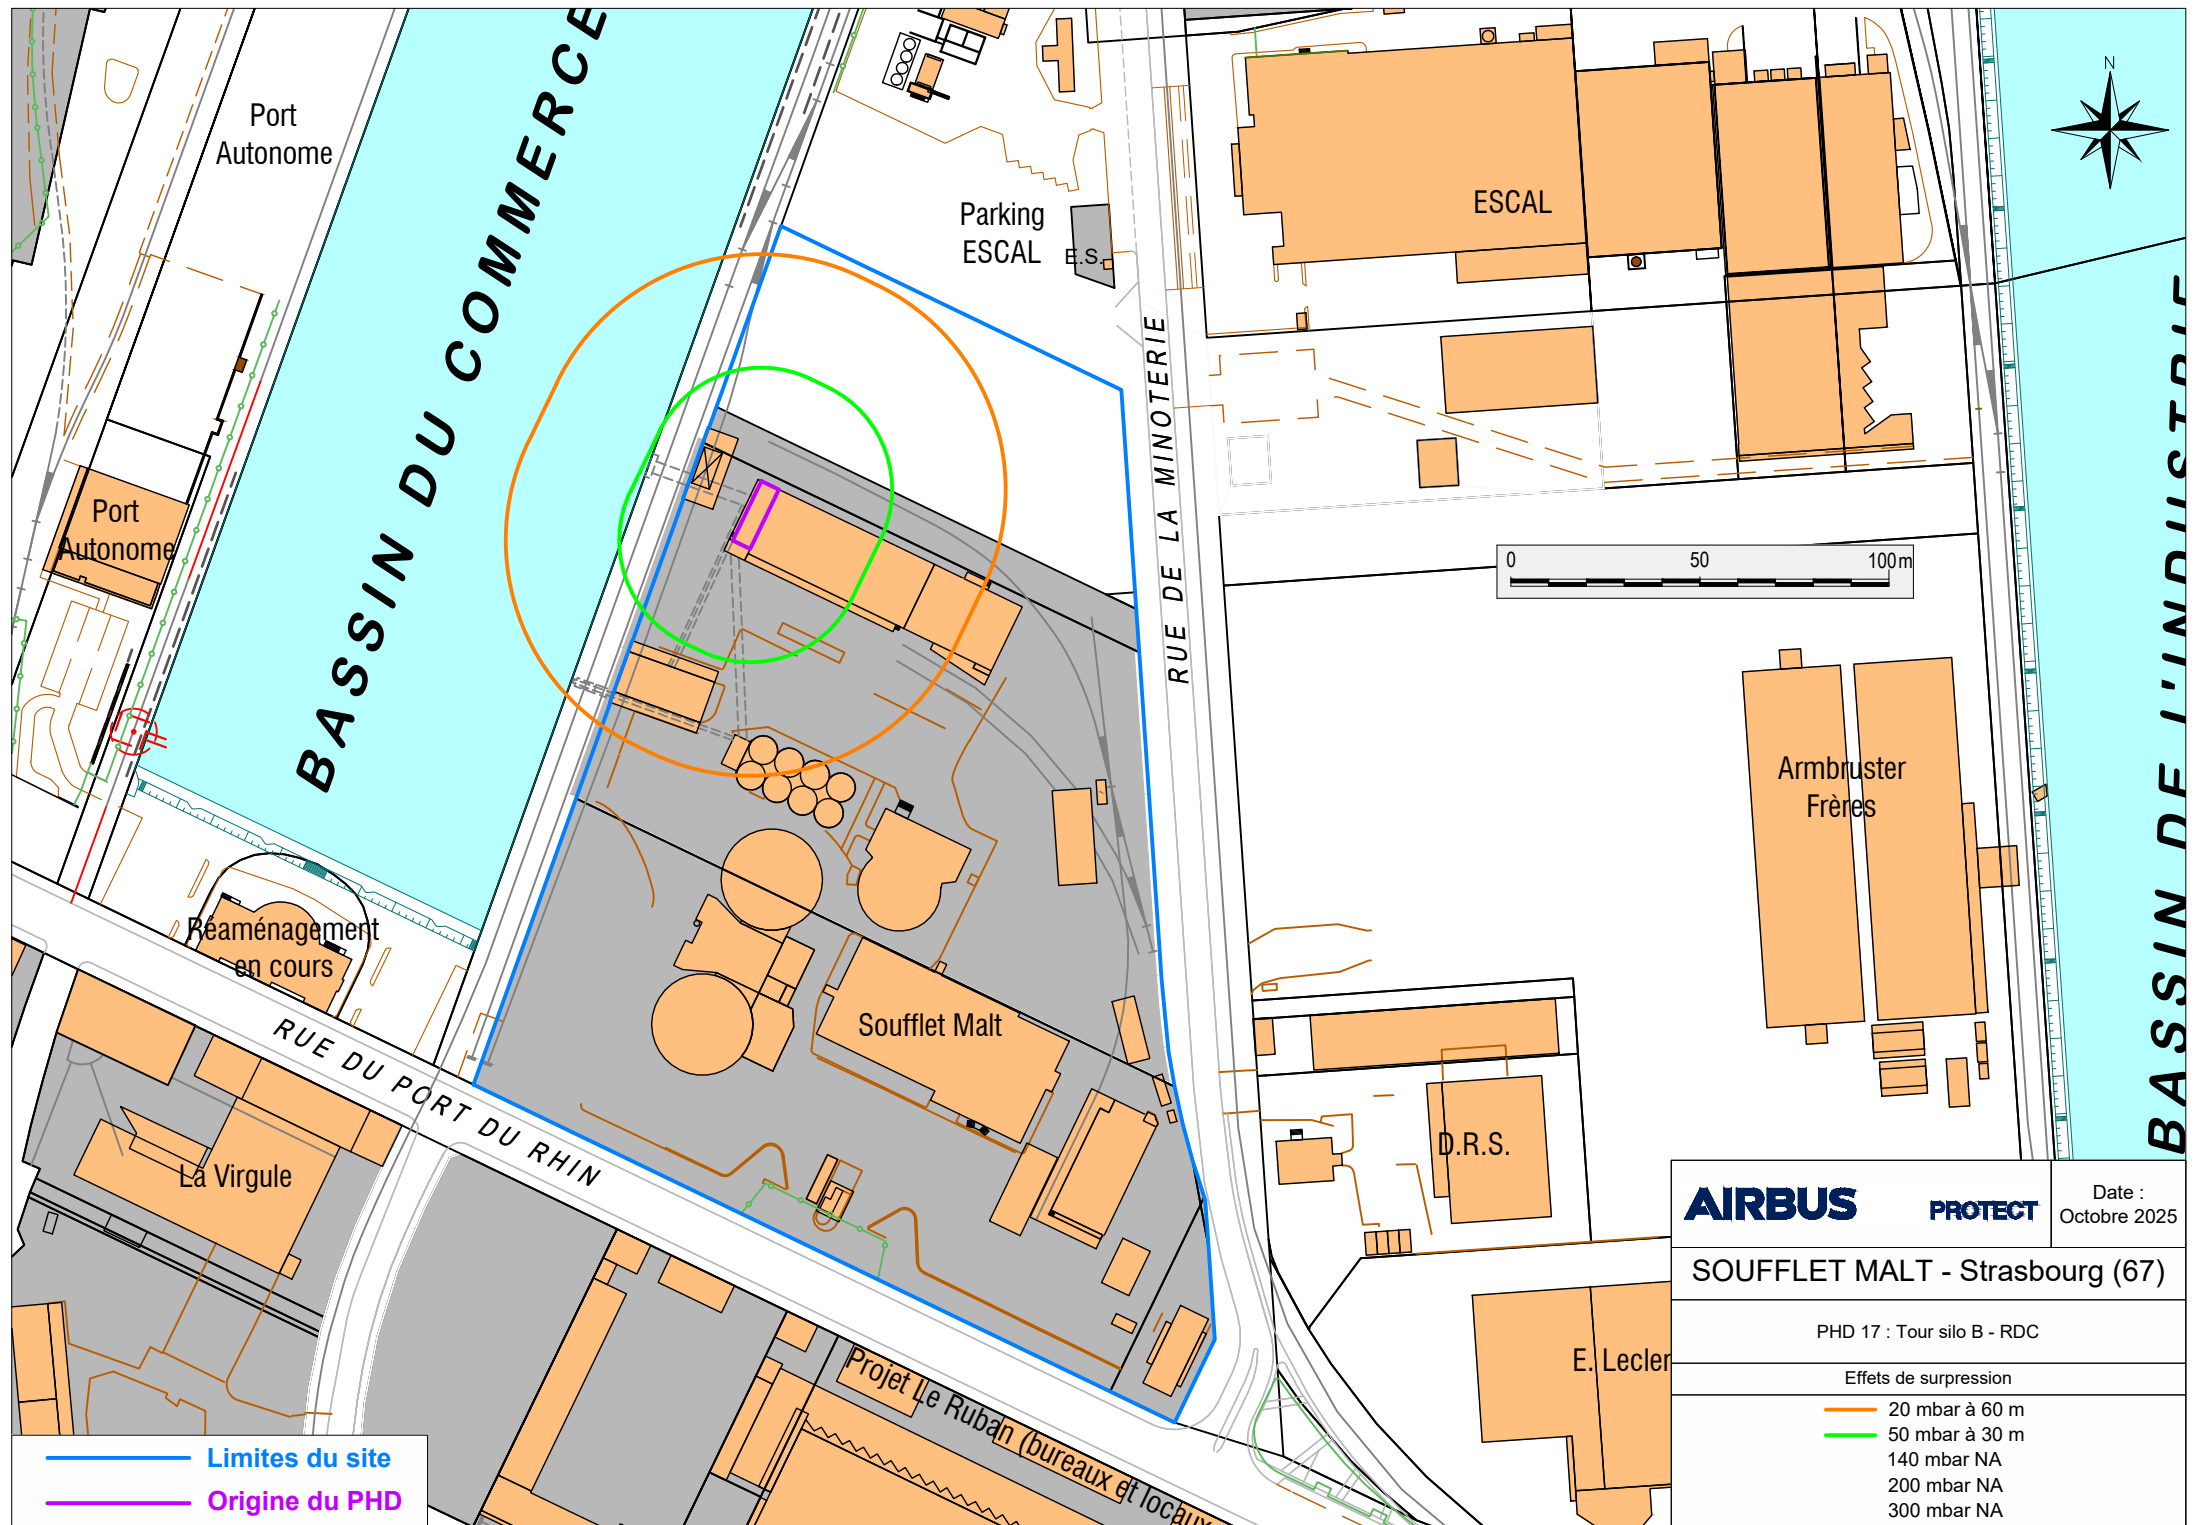 Port
Autonome
BASSIN DU COMMERCE
Parking
ESCAL
E.S.
ESCAL
N
RUE DE LA MINOTERIE
0 50 100m
Port
Autonome
BASSIN DE L'INDUSTRIE
Armbruster
Frères
Réaménagement
en cours
Soufflet Malt
RUE DU PORT DU RHIN
La Virgule
D.R.S.
E. Lecler
Projet Le Ruban (bureaux et locaux
AIRBUS PROTECT
Date :
Octobre 2025
SOUFFLET MALT - Strasbourg (67)
PHD 17 : Tour silo B - RDC
Effets de surpression
20 mbar à 60 m
50 mbar à 30 m
140 mbar NA
200 mbar NA
300 mbar NA
Limites du site
Origine du PHD